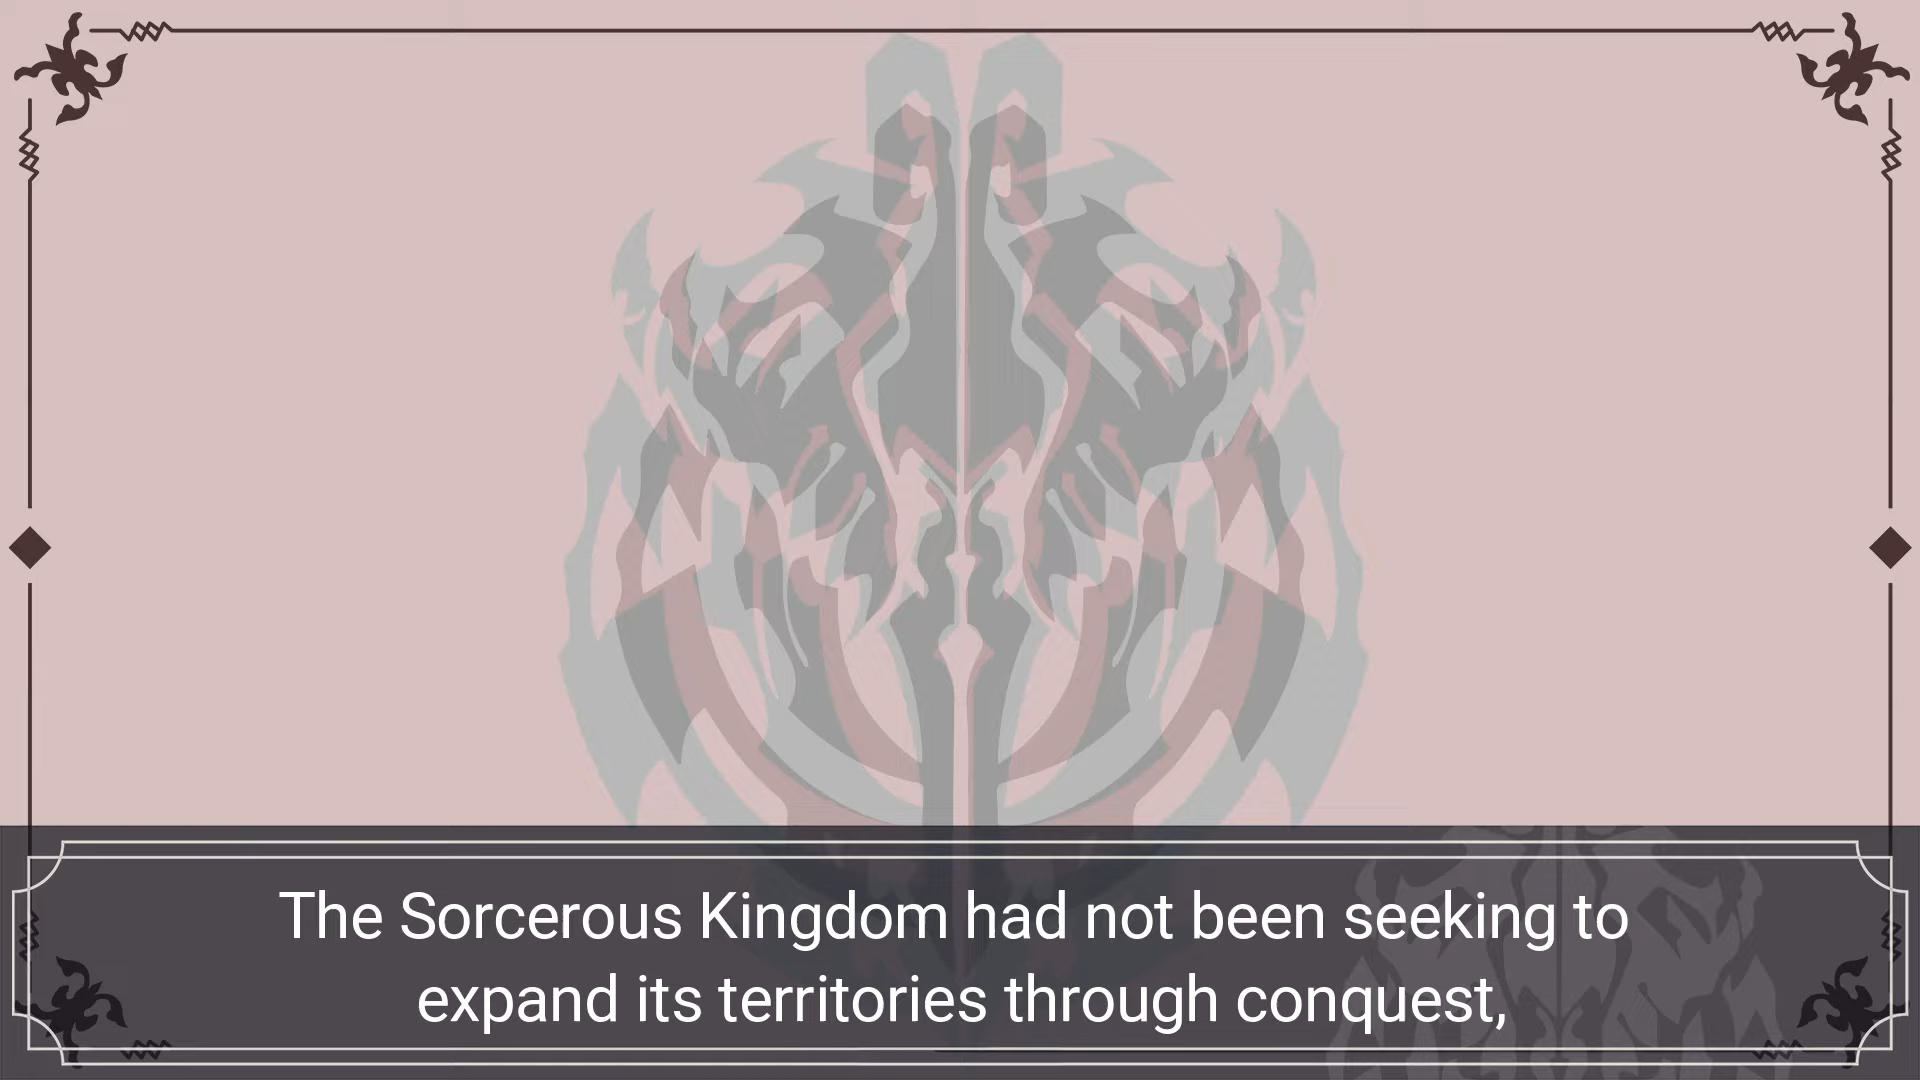 The Sorcerous Kingdom had not been seeking to
expand its territories through conquest,